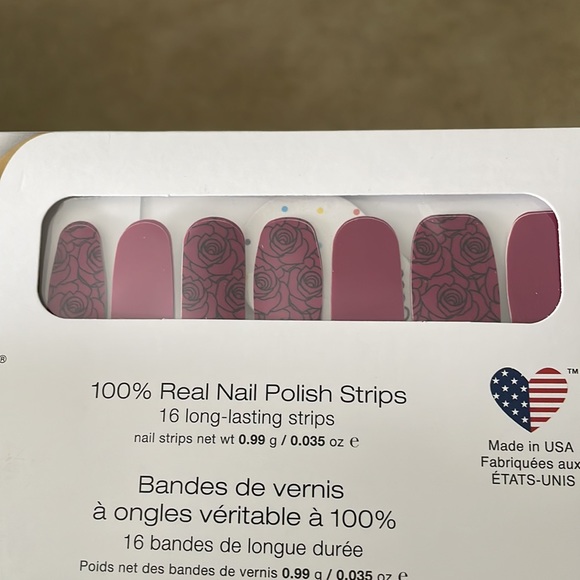 ®
100% Real Nail Polish Strips
16 long-lasting strips
nail strips net wt 0.99 g / 0.035 oz ℮
Bandes de vernis
à ongles véritable à 100%
16 bandes de longue durée
Poids net des bandes de vernis 0.99 g / 0.035 oz ℮
TM
Made in USA
Fabriquées aux
ÉTATS-UNIS